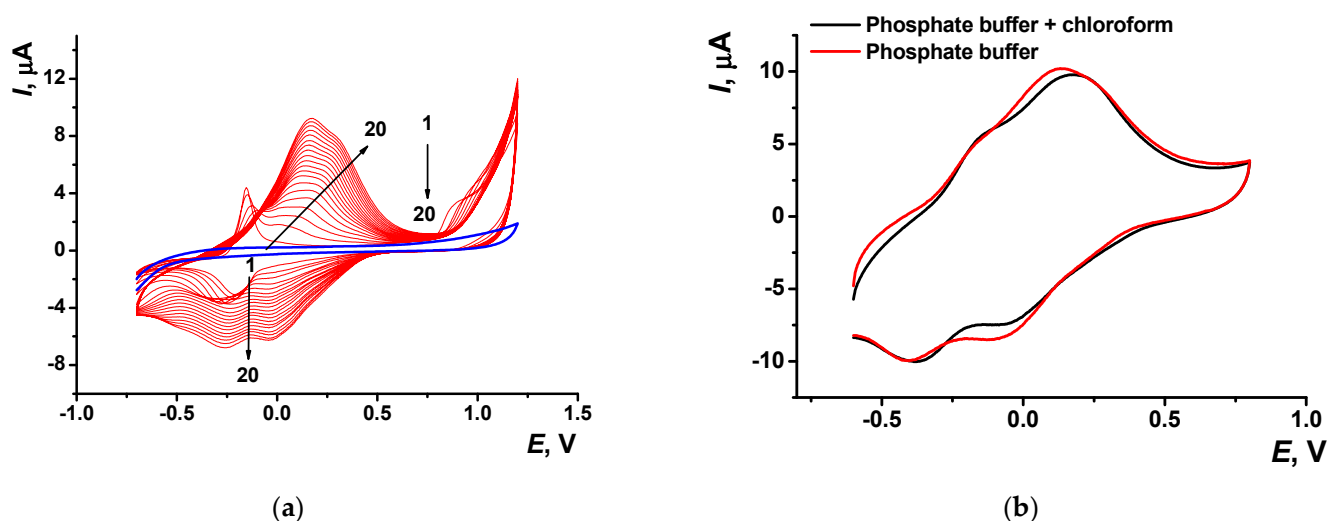 I, μA
12
8
4
0
-4
-8
20
1
20
1
20
-1.0 -0.5 0.0 0.5 1.0 1.5
E, V
(a)
Phosphate buffer + chloroform
Phosphate buffer
I, μA
10
5
0
-5
-10
-0.5 0.0 0.5 1.0
E, V
(b)